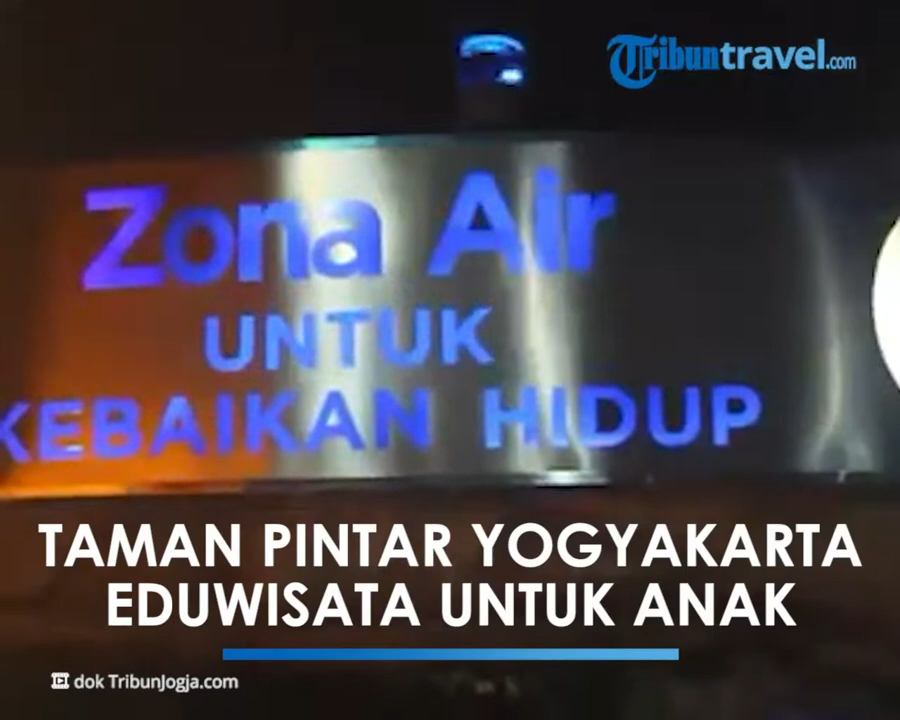 Tribuntravel.com
Zona Air
UNTUK
KEBAIKAN HIDUP
TAMAN PINTAR YOGYAKARTA
EDUWISATA UNTUK ANAK
dok TribunJogja.com